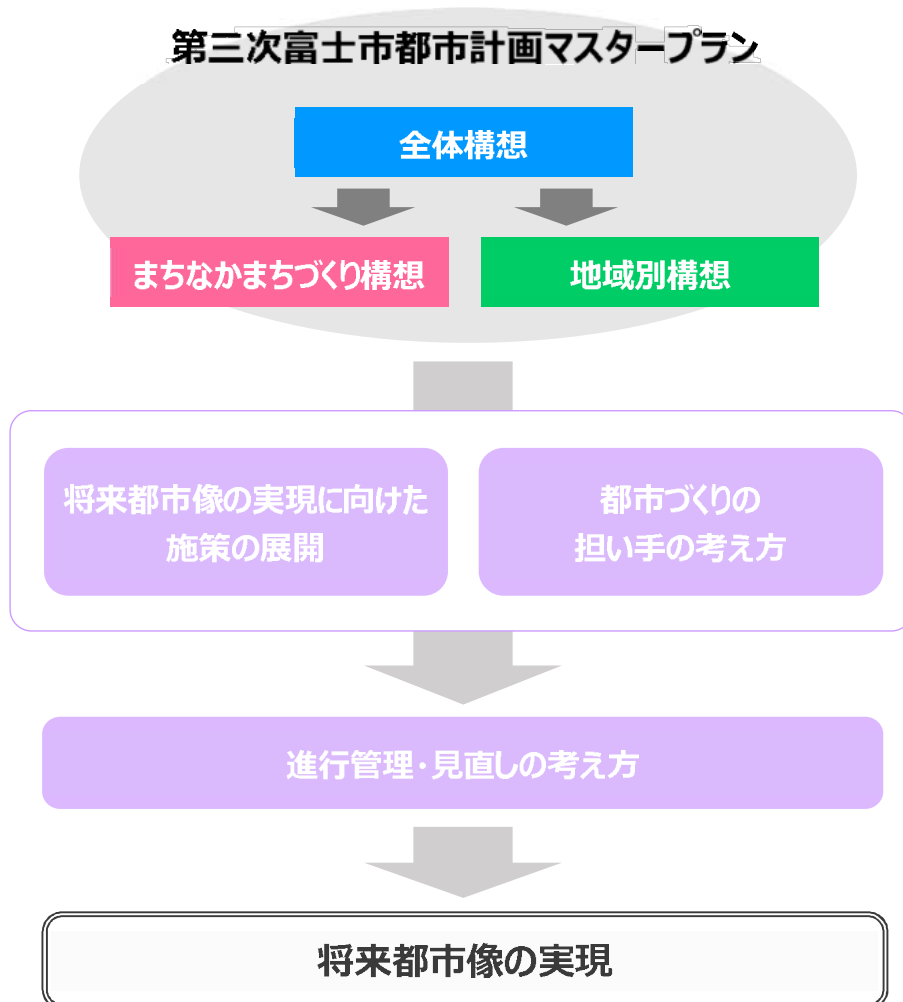 第三次富士市都市計画マスタープラン
全体構想
まちなかまちづくり構想
地域別構想
将来都市像の実現に向けた
施策の展開
都市づくりの
担い手の考え方
進行管理・見直しの考え方
将来都市像の実現